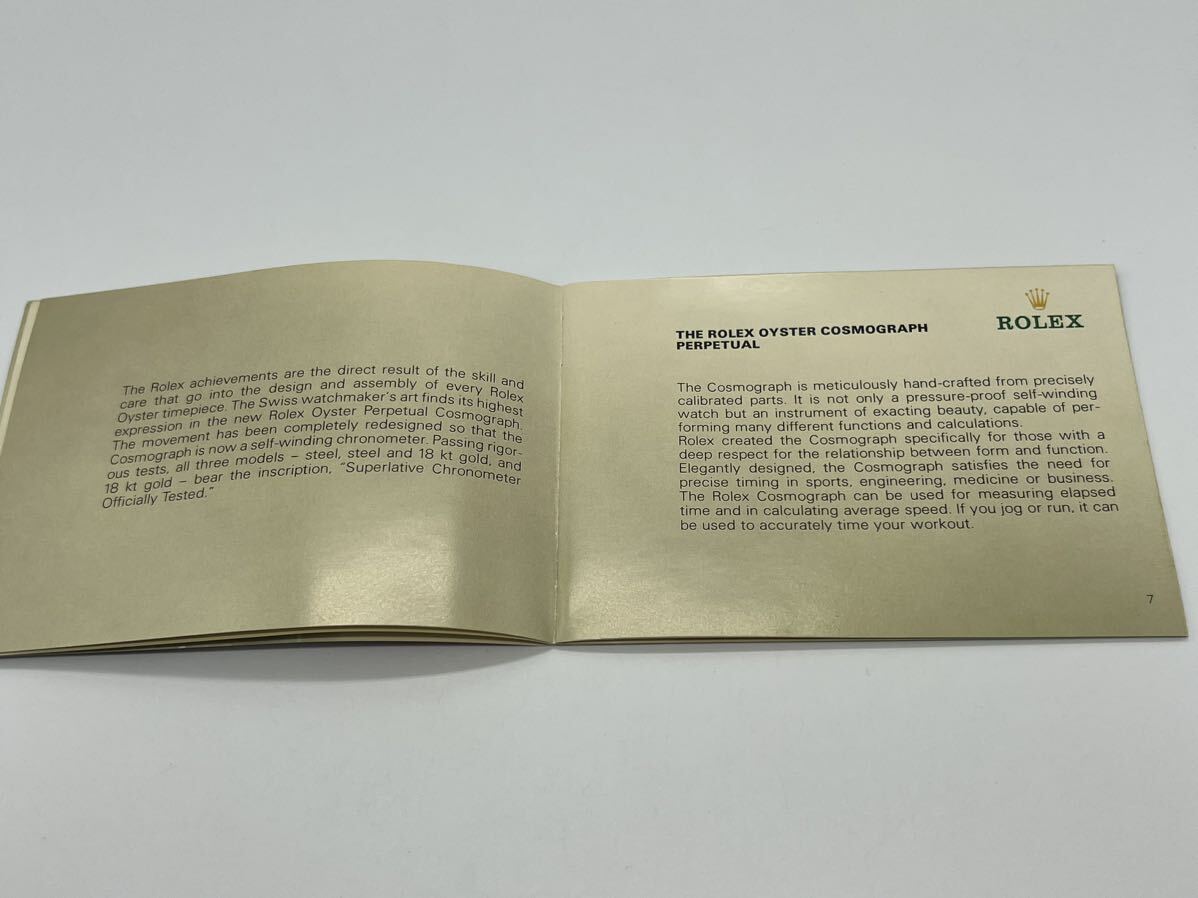 The Rolex achievements are the direct result of the skill and
care that go into the design and assembly of every Rolex
Oyster timepiece. The Swiss watchmaker's art finds its highest
expression in the new Rolex Oyster Perpetual Cosmograph.
The movement has been completely redesigned so that the
Cosmograph is now a self-winding chronometer. Passing rigor-
ous tests, all three models – steel, steel and 18 kt gold, and
18 kt gold – bear the inscription, "Superlative Chronometer
Officially Tested."
ROLEX
THE ROLEX OYSTER COSMOGRAPH
PERPETUAL
The Cosmograph is meticulously hand-crafted from precisely
calibrated parts. It is not only a pressure-proof self-winding
watch but an instrument of exacting beauty, capable of per-
forming many different functions and calculations.
Rolex created the Cosmograph specifically for those with a
deep respect for the relationship between form and function.
Elegantly designed, the Cosmograph satisfies the need for
precise timing in sports, engineering, medicine or business.
The Rolex Cosmograph can be used for measuring elapsed
time and in calculating average speed. If you jog or run, it can
be used to accurately time your workout.
7